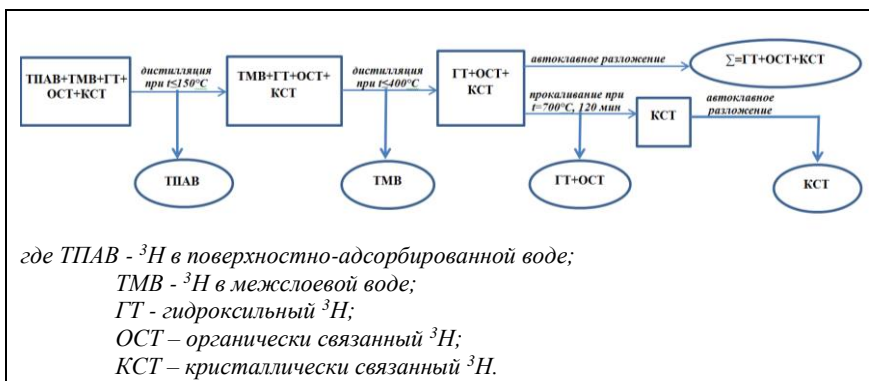 ТПАВ+ТМВ+ГТ+
ОСТ+КСТ
дистилляция
при t≤150°C
ТМВ+ГТ+ОСТ+
КСТ
дистилляция
при t≤400°C
ГТ+ОСТ+
КСТ
автоклавное разложение
∑=ГТ+ОСТ+КСТ
прокаливание при
t=700°C, 120 мин
КСТ
автоклавное
разложение
ТПАВ
ТМВ
ГТ+ОСТ
КСТ
где ТПАВ - ³Н в поверхностно-адсорбированной воде;
ТМВ - ³Н в межслоевой воде;
ГТ - гидроксильный ³Н;
ОСТ – органически связанный ³Н;
КСТ – кристаллически связанный ³Н.